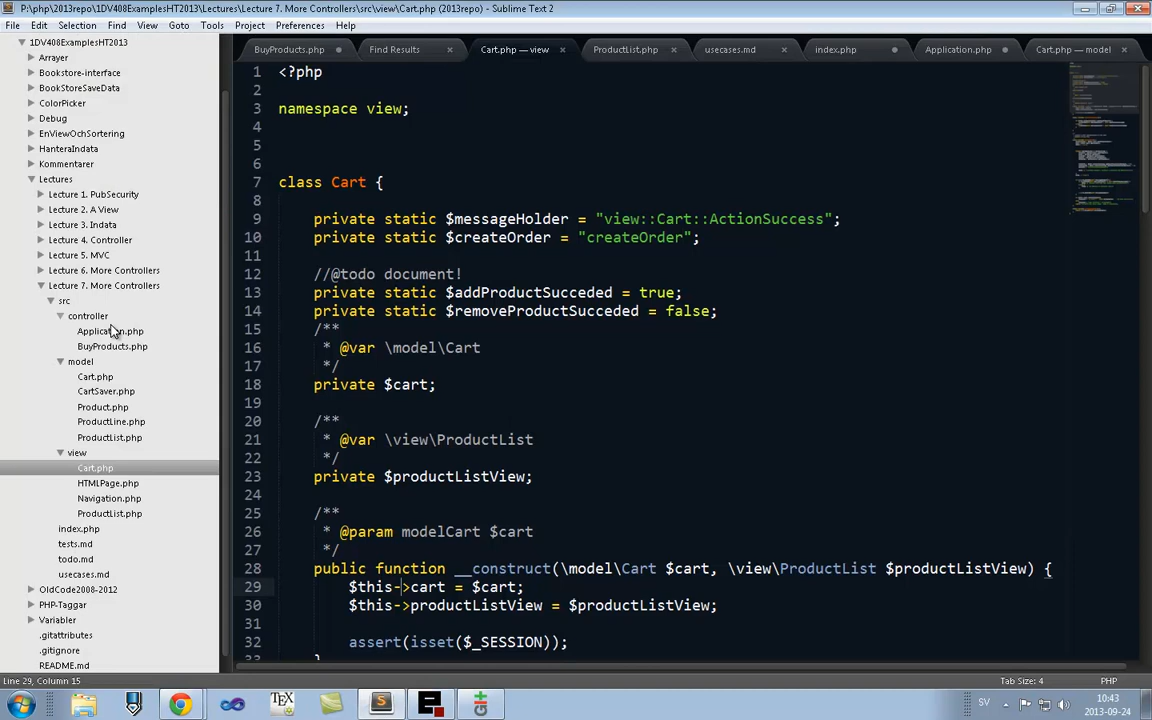 P:\php\2013repo\1DV408ExamplesHT2013\Lectures\Lecture 7. More Controllers\src\view\Cart.php (2013repo) - Sublime Text 2
File Edit Selection Find View Goto Tools Project Preferences Help
1DV408ExamplesHT2013
Arrayer
Bookstore-interface
BookStoreSaveData
ColorPicker
Debug
EnViewOchSortering
HanteraIndata
Kommentarer
Lectures
Lecture 1. PubSecurity
Lecture 2. A View
Lecture 3. Indata
Lecture 4. Controller
Lecture 5. MVC
Lecture 6. More Controllers
Lecture 7. More Controllers
src
controller
Application.php
BuyProducts.php
model
Cart.php
CartSaver.php
Product.php
ProductLine.php
ProductList.php
view
Cart.php
HTMLPage.php
Navigation.php
ProductList.php
index.php
tests.md
todo.md
usecases.md
OldCode2008-2012
PHP-Taggar
Variabler
.gitattributes
.gitignore
README.md
BuyProducts.php Find Results Cart.php — view ProductList.php usecases.md index.php Application.php Cart.php — model
1 <?php
2
3 namespace view;
4
5
6
7 class Cart {
8
9 private static $messageHolder = "view::Cart::ActionSuccess";
10 private static $createOrder = "createOrder";
11
12 //@todo document!
13 private static $addProductSucceded = true;
14 private static $removeProductSucceded = false;
15 /**
16 * @var \model\Cart
17 */
18 private $cart;
19
20 /**
21 * @var \view\ProductList
22 */
23 private $productListView;
24
25 /**
26 * @param modelCart $cart
27 */
28 public function __construct(\model\Cart $cart, \view\ProductList $productListView) {
29 $this->cart = $cart;
30 $this->productListView = $productListView;
31
32 assert(isset($_SESSION));
33 }
Line 29, Column 15 Tab Size: 4 PHP
SV 10:43
2013-09-24